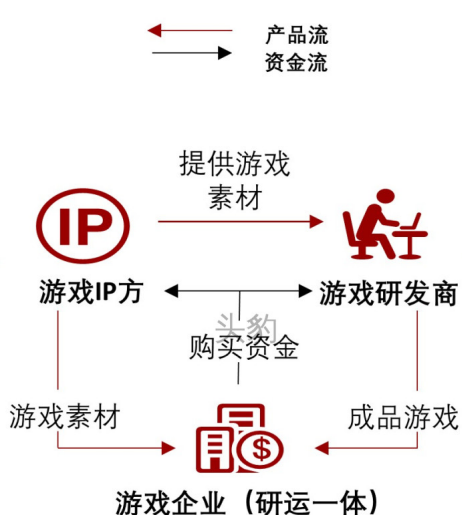 产品流
资金流
提供游戏
素材
IP
游戏IP方
游戏研发商
头豹
购买资金
游戏素材
成品游戏
$
游戏企业（研运一体）